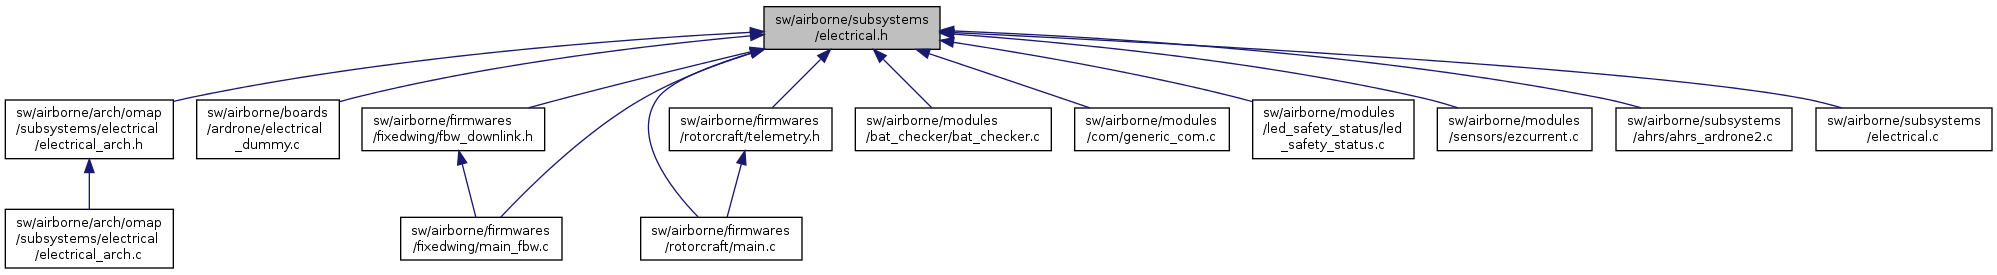 sw/airborne/subsystems
/electrical.h
sw/airborne/arch/omap
/subsystems/electrical
/electrical_arch.h
sw/airborne/boards
/ardrone/electrical
_dummy.c
sw/airborne/firmwares
/fixedwing/fbw_downlink.h
sw/airborne/firmwares
/rotorcraft/telemetry.h
sw/airborne/modules
/bat_checker/bat_checker.c
sw/airborne/modules
/com/generic_com.c
sw/airborne/modules
/led_safety_status/led
_safety_status.c
sw/airborne/modules
/sensors/ezcurrent.c
sw/airborne/subsystems
/ahrs/ahrs_ardrone2.c
sw/airborne/subsystems
/electrical.c
sw/airborne/arch/omap
/subsystems/electrical
/electrical_arch.c
sw/airborne/firmwares
/fixedwing/main_fbw.c
sw/airborne/firmwares
/rotorcraft/main.c